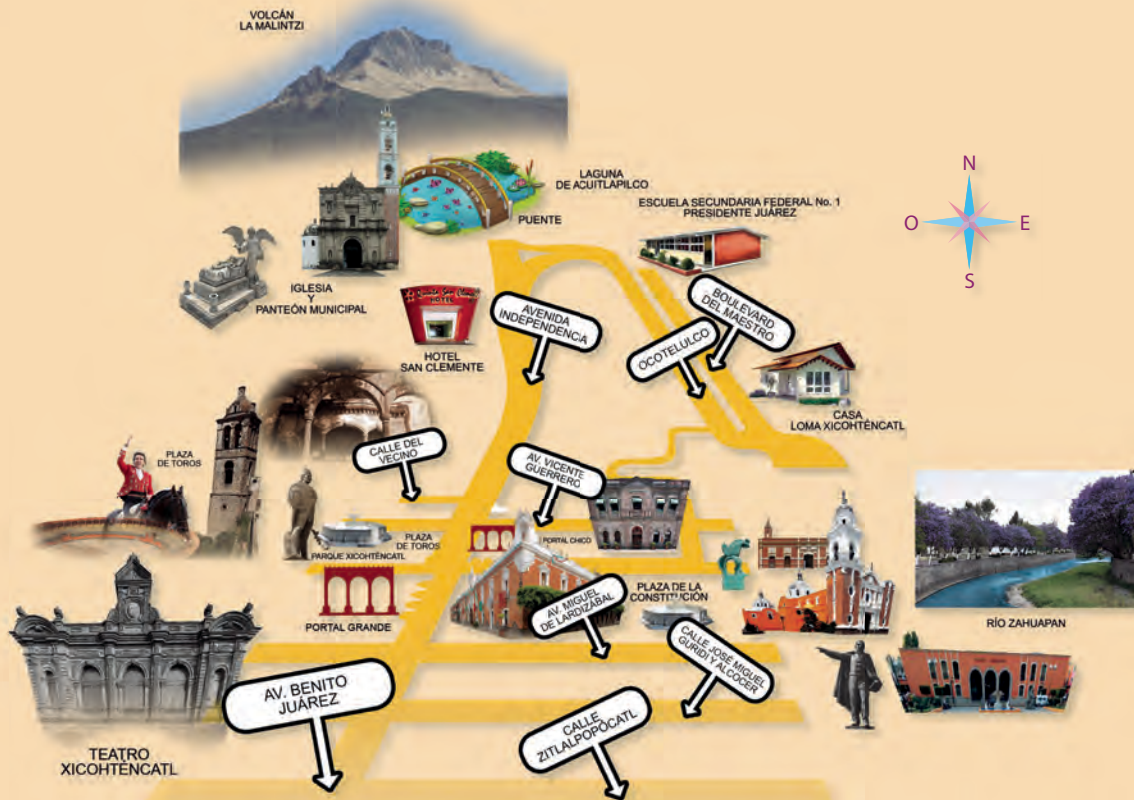 VOLCÁN
LA MALINTZI
LAGUNA
DE ACUITLAPILCO
PUENTE
ESCUELA SECUNDARIA FEDERAL No. 1
PRESIDENTE JUÁREZ
N
O
E
S
IGLESIA
Y
PANTEÓN MUNICIPAL
HOTEL
HOTEL
SAN CLEMENTE
AVENIDA
INDEPENDENCIA
BOULEVARD
DEL MAESTRO
OCOTELULCO
CASA
LOMA XICOHTÉNCATL
PLAZA
DE TOROS
CALLE DEL
VECINO
AV. VICENTE
GUERRERO
PARQUE XICOHTÉNCATL
PLAZA
DE TOROS
PORTAL CHICO
PORTAL GRANDE
AV. MIGUEL
DE LARDIZÁBAL
PLAZA DE LA
CONSTITUCIÓN
RÍO ZAHUAPAN
CALLE JOSÉ MIGUEL
GURIDI Y ALCOCER
AV. BENITO
JUÁREZ
CALLE
ZITLALPOPÓCATL
TEATRO
XICOHTÉNCATL